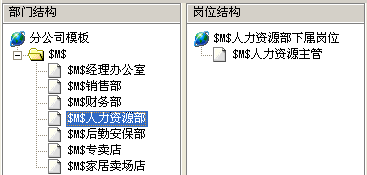 部门结构
分公司模板
$M$
$M$经理办公室
$M$销售部
$M$财务部
$M$人力资源部
$M$后勤安保部
$M$专卖店
$M$家居卖场店
岗位结构
$M$人力资源部下属岗位
$M$人力资源主管